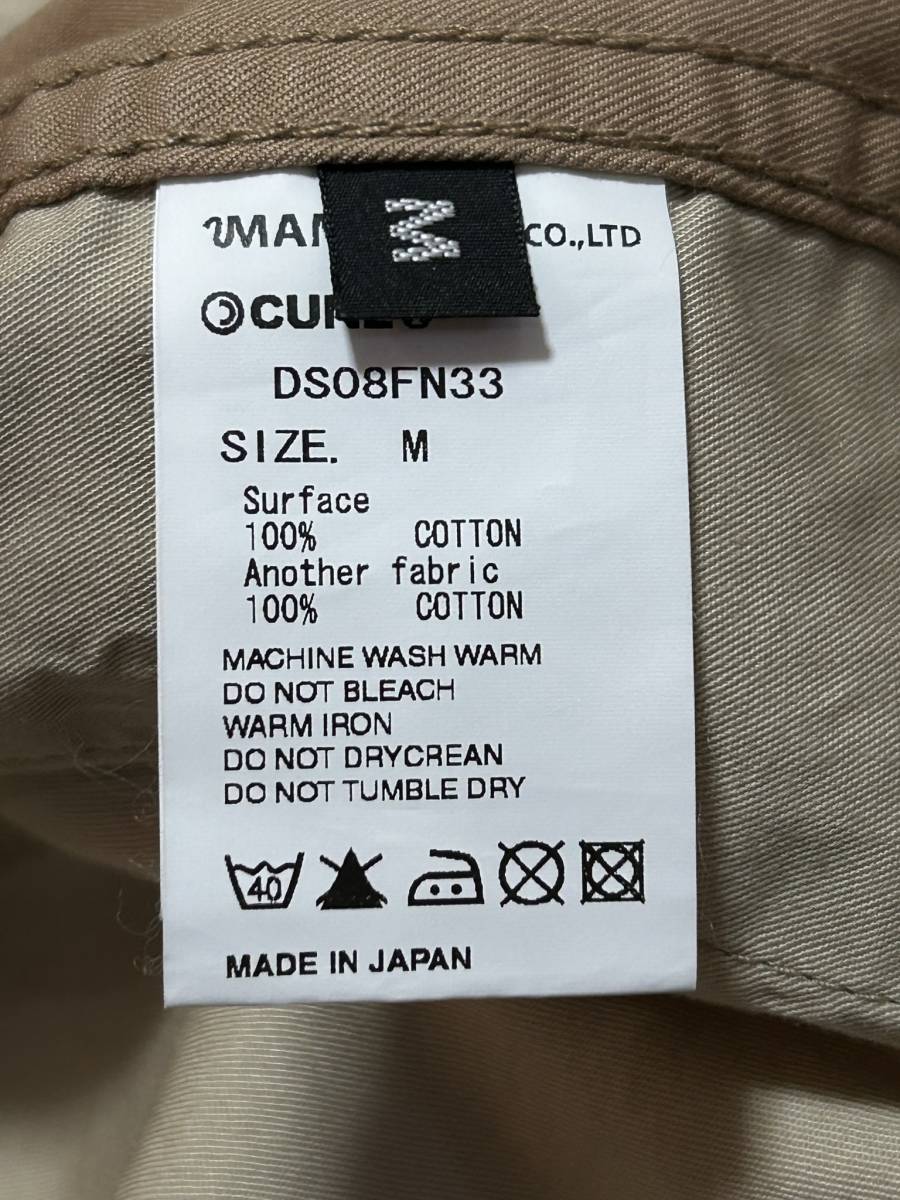 M
CO.,LTD
DS08FN33
SIZE. M
Surface
100% COTTON
Another fabric
100% COTTON
MACHINE WASH WARM
DO NOT BLEACH
WARM IRON
DO NOT DRYCREAN
DO NOT TUMBLE DRY
40
MADE IN JAPAN